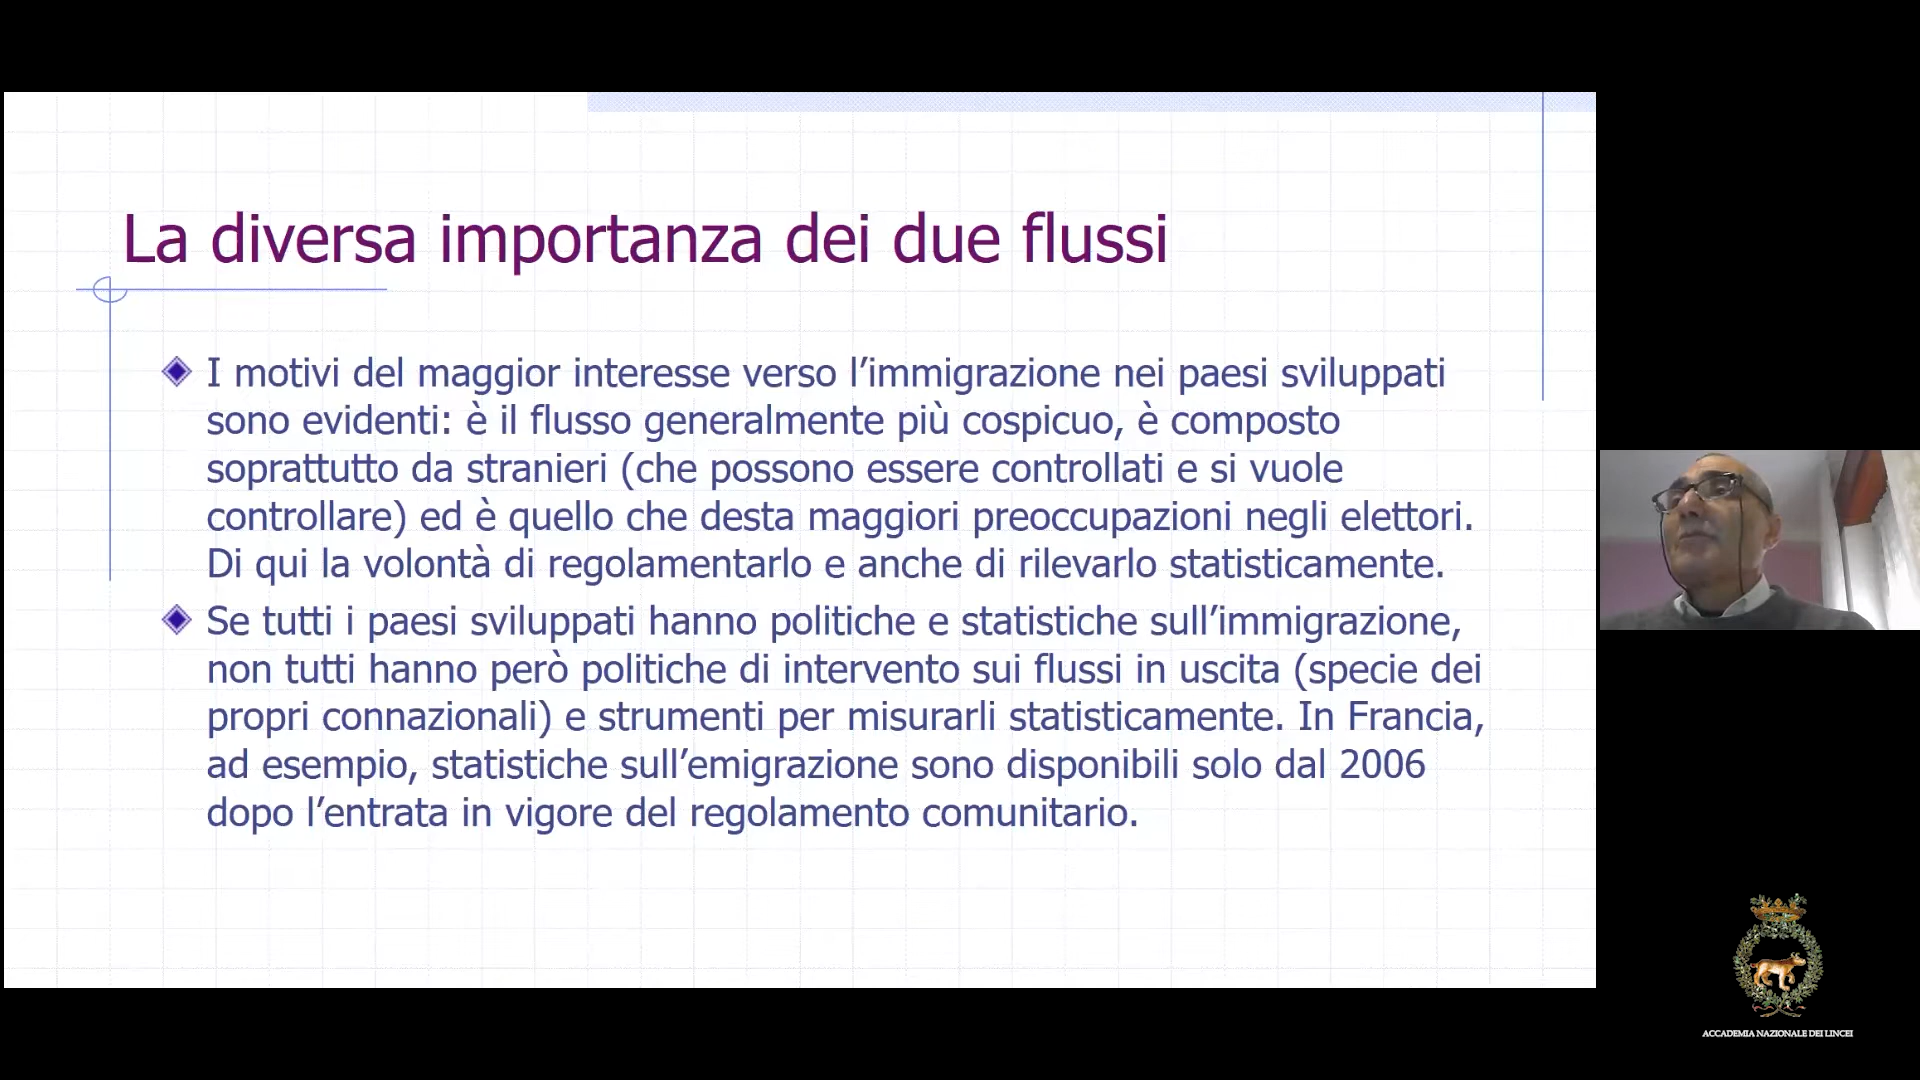 La diversa importanza dei due flussi
I motivi del maggior interesse verso l’immigrazione nei paesi sviluppati
sono evidenti: è il flusso generalmente più cospicuo, è composto
soprattutto da stranieri (che possono essere controllati e si vuole
controllare) ed è quello che desta maggiori preoccupazioni negli elettori.
Di qui la volontà di regolamentarlo e anche di rilevarlo statisticamente.
Se tutti i paesi sviluppati hanno politiche e statistiche sull’immigrazione,
non tutti hanno però politiche di intervento sui flussi in uscita (specie dei
propri connazionali) e strumenti per misurarli statisticamente. In Francia,
ad esempio, statistiche sull’emigrazione sono disponibili solo dal 2006
dopo l’entrata in vigore del regolamento comunitario.
ACCADEMIA NAZIONALE DEI LINCEI